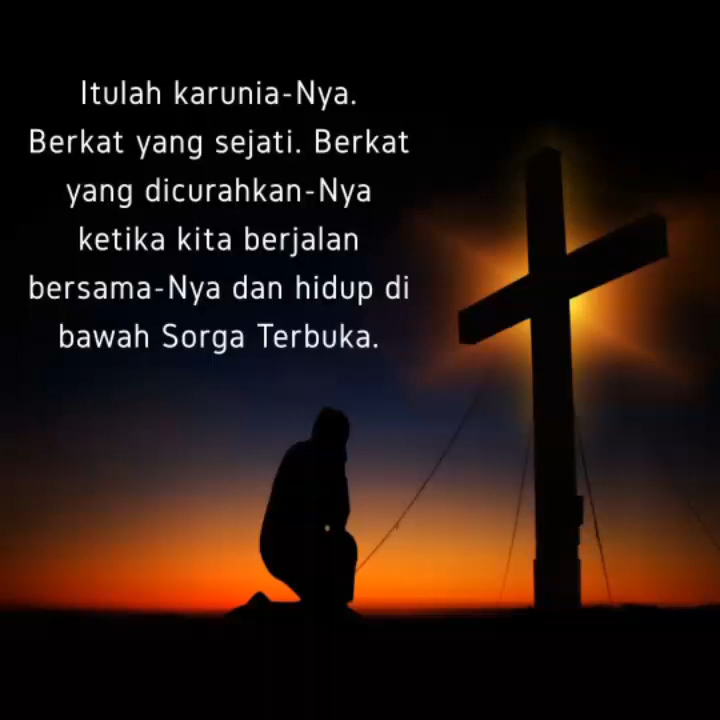 Itulah karunia-Nya.
Berkat yang sejati. Berkat
yang dicurahkan-Nya
ketika kita berjalan
bersama-Nya dan hidup di
bawah Sorga Terbuka.